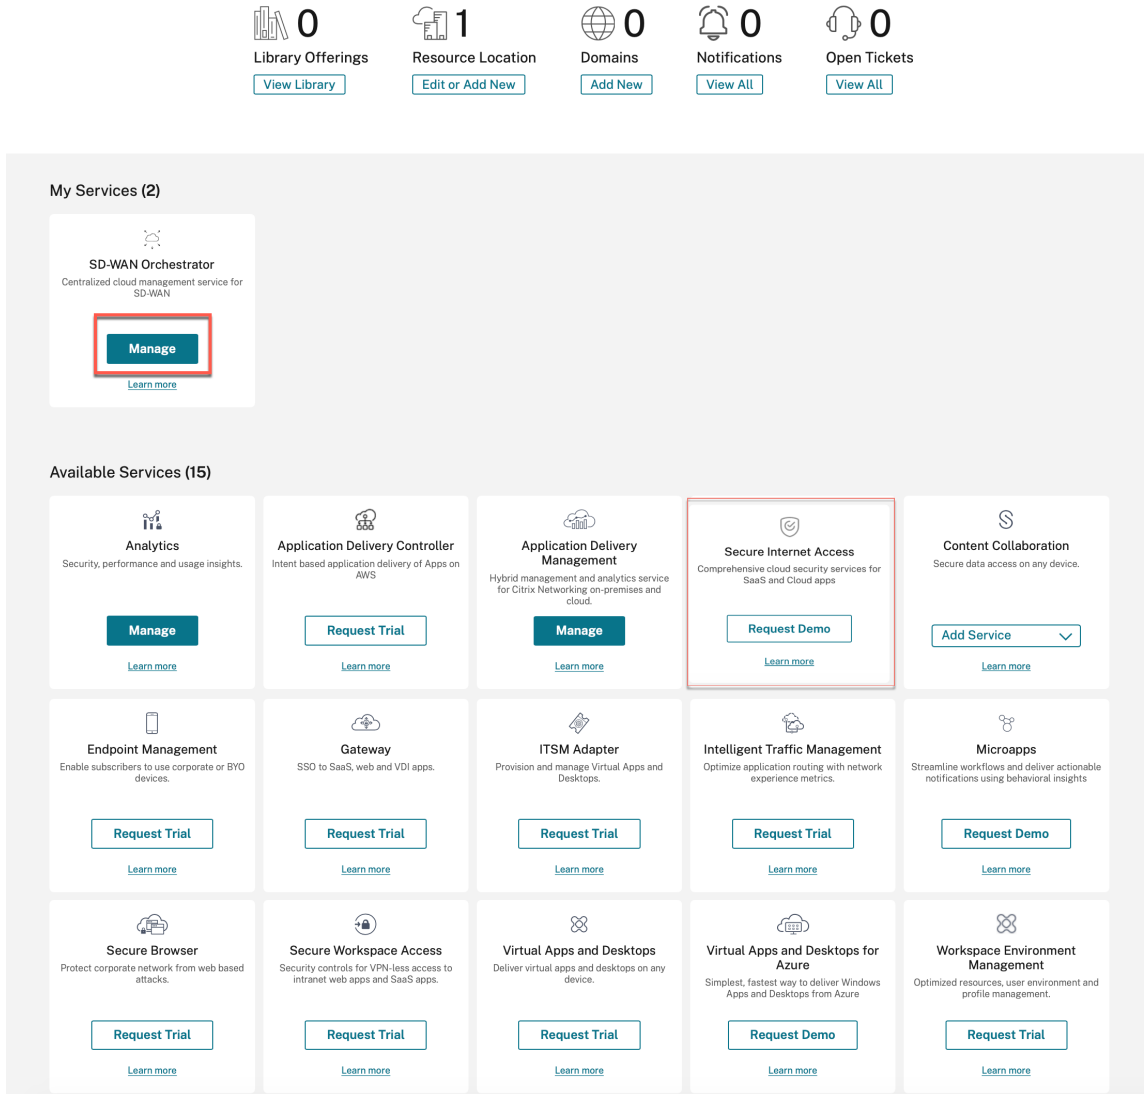 0
1
0
0
0
Library Offerings
Resource Location
Domains
Notifications
Open Tickets
View Library
Edit or Add New
Add New
View All
View All
My Services (2)
SD-WAN Orchestrator
Centralized cloud management service for
SD-WAN
Manage
Learn more
Available Services (15)
Analytics
Security, performance and usage insights.
Manage
Learn more
Application Delivery Controller
Intent based application delivery of Apps on
AWS
Request Trial
Learn more
Application Delivery
Management
Hybrid management and analytics service
for Citrix Networking on-premises and
cloud.
Manage
Learn more
Secure Internet Access
Comprehensive cloud security services for
SaaS and Cloud apps
Request Demo
Learn more
Content Collaboration
Secure data access on any device.
Add Service
Learn more
Endpoint Management
Enable subscribers to use corporate or BYO
devices.
Request Trial
Learn more
Gateway
SSO to SaaS, web and VDI apps.
Request Trial
Learn more
ITSM Adapter
Provision and manage Virtual Apps and
Desktops.
Request Trial
Learn more
Intelligent Traffic Management
Optimize application routing with network
experience metrics.
Request Trial
Learn more
Microapps
Streamline workflows and deliver actionable
notifications using behavioral insights
Request Demo
Learn more
Secure Browser
Protect corporate network from web based
attacks.
Request Trial
Learn more
Secure Workspace Access
Security controls for VPN-less access to
intranet web apps and SaaS apps.
Request Trial
Learn more
Virtual Apps and Desktops
Deliver virtual apps and desktops on any
device.
Request Trial
Learn more
Virtual Apps and Desktops for
Azure
Simplest, fastest way to deliver Windows
Apps and Desktops from Azure
Request Demo
Learn more
Workspace Environment
Management
Optimized resources, user environment and
profile management.
Request Trial
Learn more